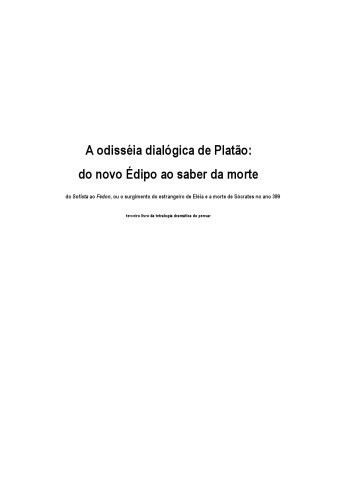 A odisséia dialógica de Platão:
do novo Édipo ao saber da morte
do Sofista ao Fedon, ou o surgimento do estrangeiro de Eléia e a morte de Sócrates no ano 399
terceiro livro da tetralogia dramática do pensar